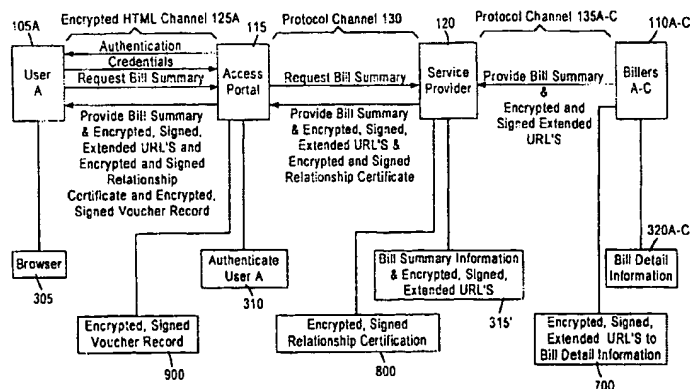 Encrypted HTML Channel 125A
Protocol Channel 130
Protocol Channel 135A-C
105A
115
120
110A-C
User
A
Authentication
Credentials
Request Bill Summary
Access
Portal
Request Bill Summary
Service
Provider
Provide Bill Summary
&
Encrypted and
Signed Extended
URL'S
Billers
A-C
Provide Bill Summary
& Encrypted, Signed,
Extended URL'S and
Encrypted and Signed
Relationship
Certificate and Encrypted,
Signed Voucher Record
Provide Bill Summary
& Encrypted, Signed,
Extended URL'S &
Encrypted and Signed
Relationship Certificate
Browser
305
Authenticate
User A
310
Bill Summary Information
& Encrypted, Signed,
Extended URL'S
315'
320A-C
Bill Detail
Information
Encrypted, Signed
Voucher Record
900
Encrypted, Signed
Relationship Certification
800
Encrypted, Signed,
Extended URL'S to
Bill Detail Information
700